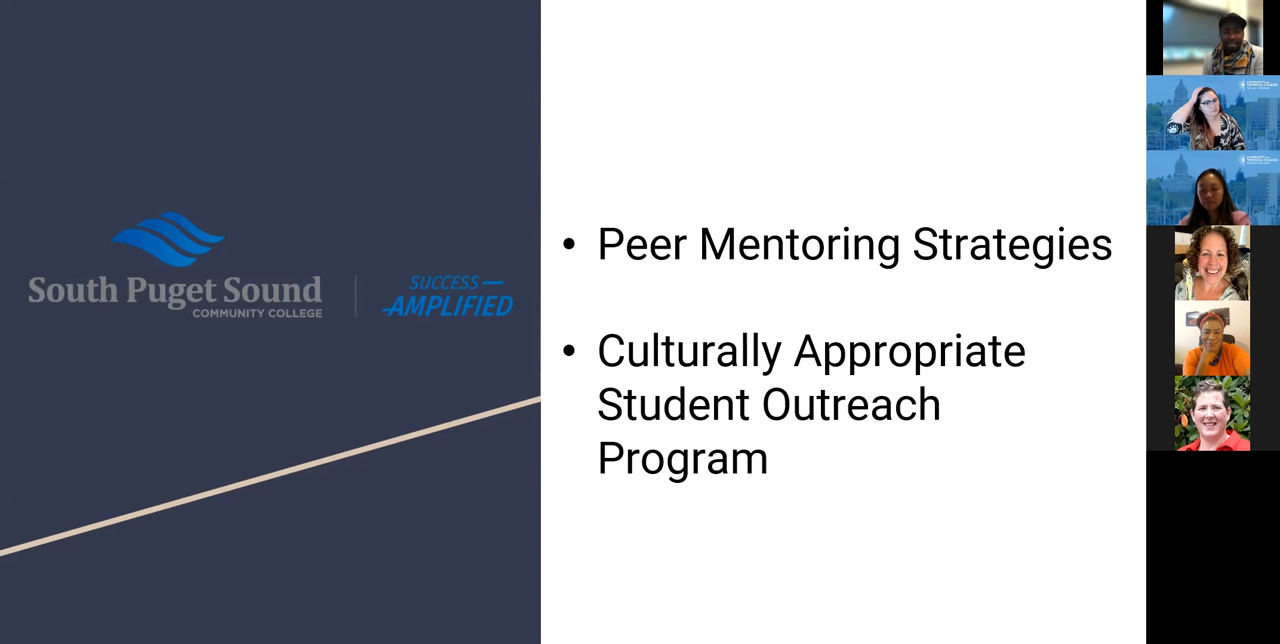 South Puget Sound
COMMUNITY COLLEGE
SUCCESS
AMPLIFIED
• Peer Mentoring Strategies
• Culturally Appropriate
Student Outreach
Program